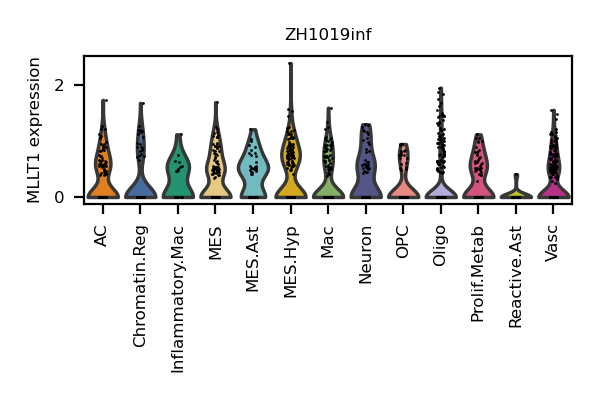 ZH1019inf
MLLT1 expression
2
0
AC
Chromatin.Reg
Inflammatory.Mac
MES
MES.Ast
MES.Hyp
Mac
Neuron
OPC
Oligo
Prolif.Metab
Reactive.Ast
Vasc